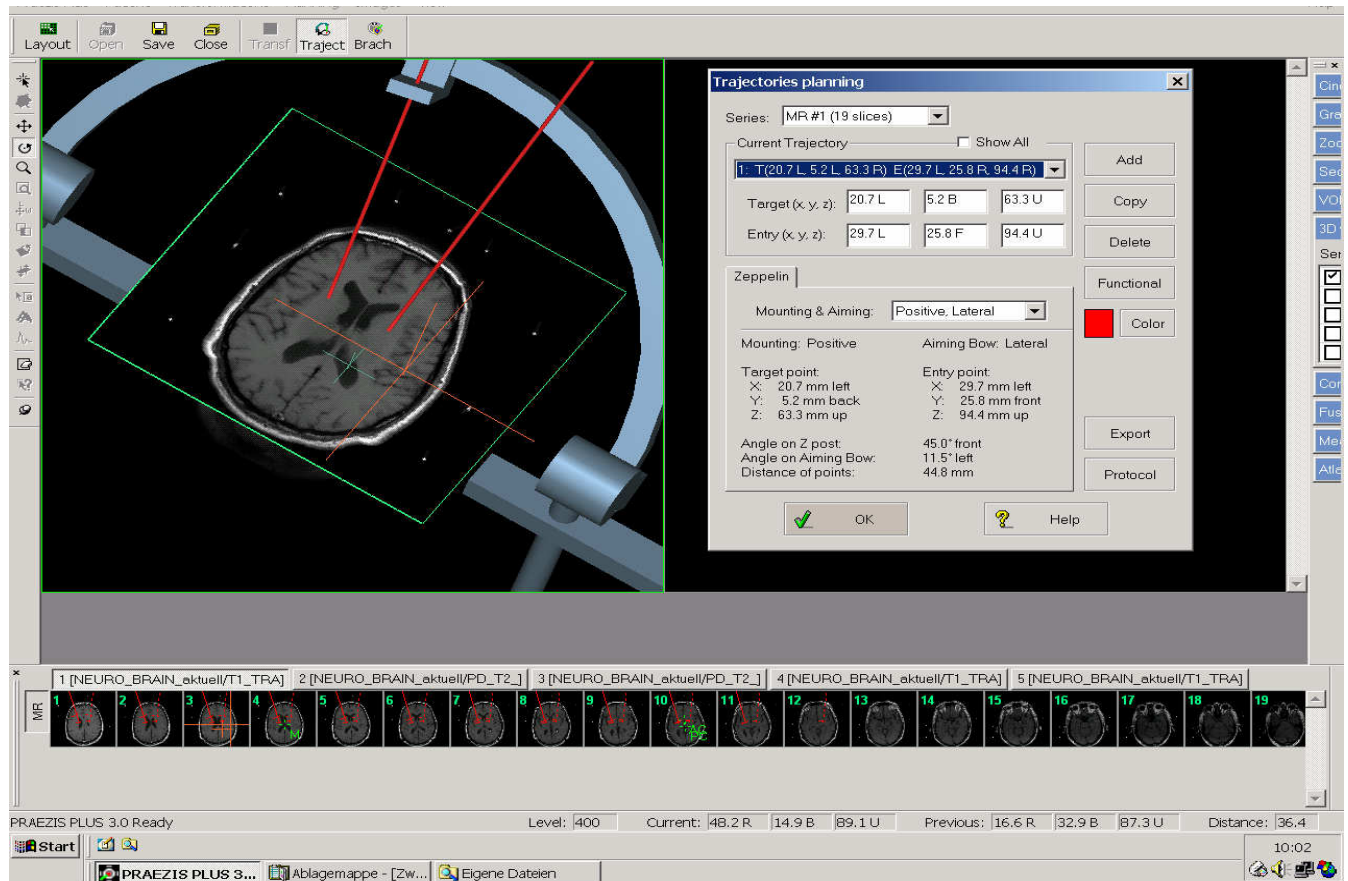 Layout Open Save Close Transf Traject Brach
Trajectories planning
Series: MR #1 (19 slices)
Current Trajectory Show All
1: T(20.7 L, 5.2 L, 63.3 R) E(29.7 L, 25.8 R, 94.4 R)
Target (x, y, z): 20.7 L 5.2 B 63.3 U
Entry (x, y, z): 29.7 L 25.8 F 94.4 U
Add
Copy
Delete
Functional
Color
Export
Protocol
Zeppelin
Mounting & Aiming: Positive, Lateral
Mounting: Positive Aiming Bow: Lateral
Target point: Entry point:
X: 20.7 mm left X: 29.7 mm left
Y: 5.2 mm back Y: 25.8 mm front
Z: 63.3 mm up Z: 94.4 mm up
Angle on Z post: 45.0° front
Angle on Aiming Bow: 11.5° left
Distance of points: 44.8 mm
OK Help
3D
1 [NEURO_BRAIN_aktuell/T1_TRA] 2 [NEURO_BRAIN_aktuell/PD_T2_] 3 [NEURO_BRAIN_aktuell/PD_T2_] 4 [NEURO_BRAIN_aktuell/T1_TRA] 5 [NEURO_BRAIN_aktuell/T1_TRA]
MR
1 2 3 4 5 6 7 8 9 10 11 12 13 14 15 16 17 18 19
M
PRAEZIS PLUS 3.0 Ready Level: 400 Current: 48.2 R 14.9 B 89.1 U Previous: 16.6 R 32.9 B 87.3 U Distance: 36.4
Start 10:02
PRAEZIS PLUS 3... Ablagemappe - [Zw... Eigene Dateien